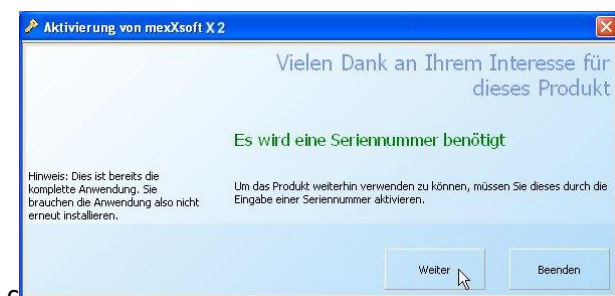 Aktivierung von mexXsoft X 2
Vielen Dank an Ihrem Interesse für
dieses Produkt
Es wird eine Seriennummer benötigt
Hinweis: Dies ist bereits die
komplette Anwendung. Sie
brauchen die Anwendung also nicht
erneut installieren.
Um das Produkt weiterhin verwenden zu können, müssen Sie dieses durch die
Eingabe einer Seriennummer aktivieren.
Weiter
Beenden